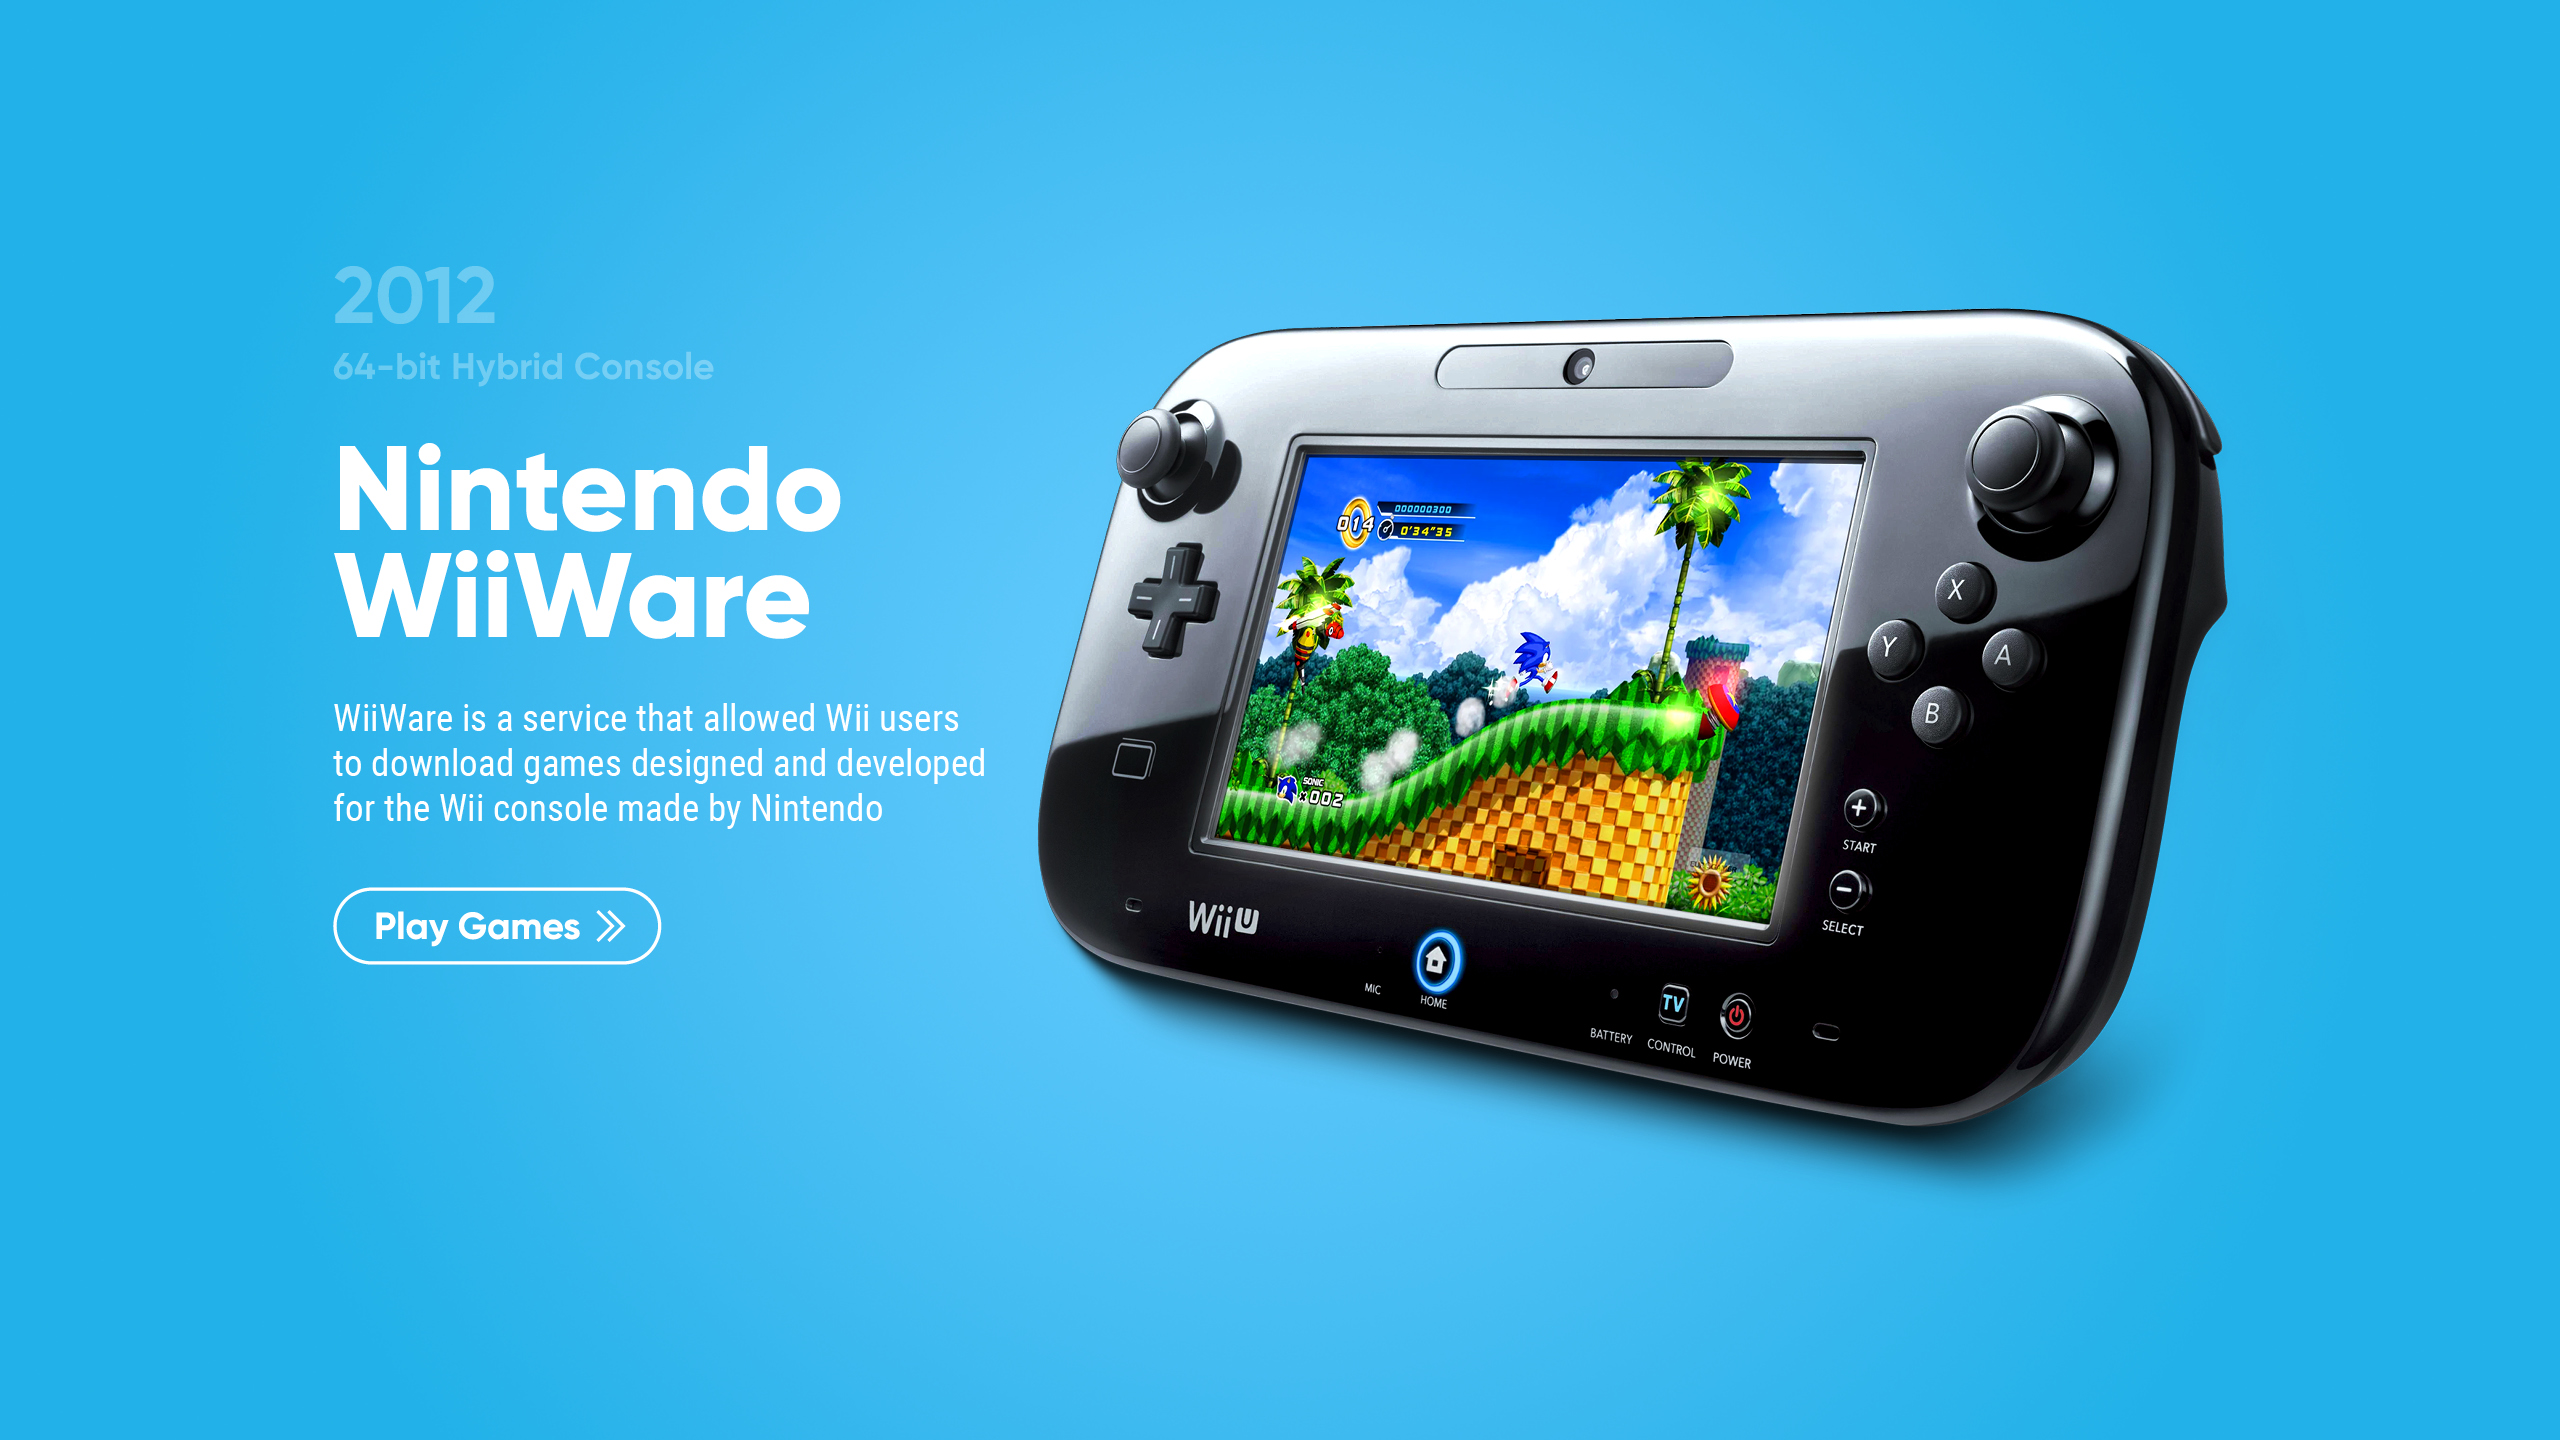 2012
64-bit Hybrid Console
Nintendo
WiiWare
WiiWare is a service that allowed Wii users
to download games designed and developed
for the Wii console made by Nintendo
Play Games
000000300
014
0'34"35
SONIC
×002
X
Y
A
B
+
START
−
SELECT
Wii U
MIC
HOME
BATTERY
TV
CONTROL
POWER